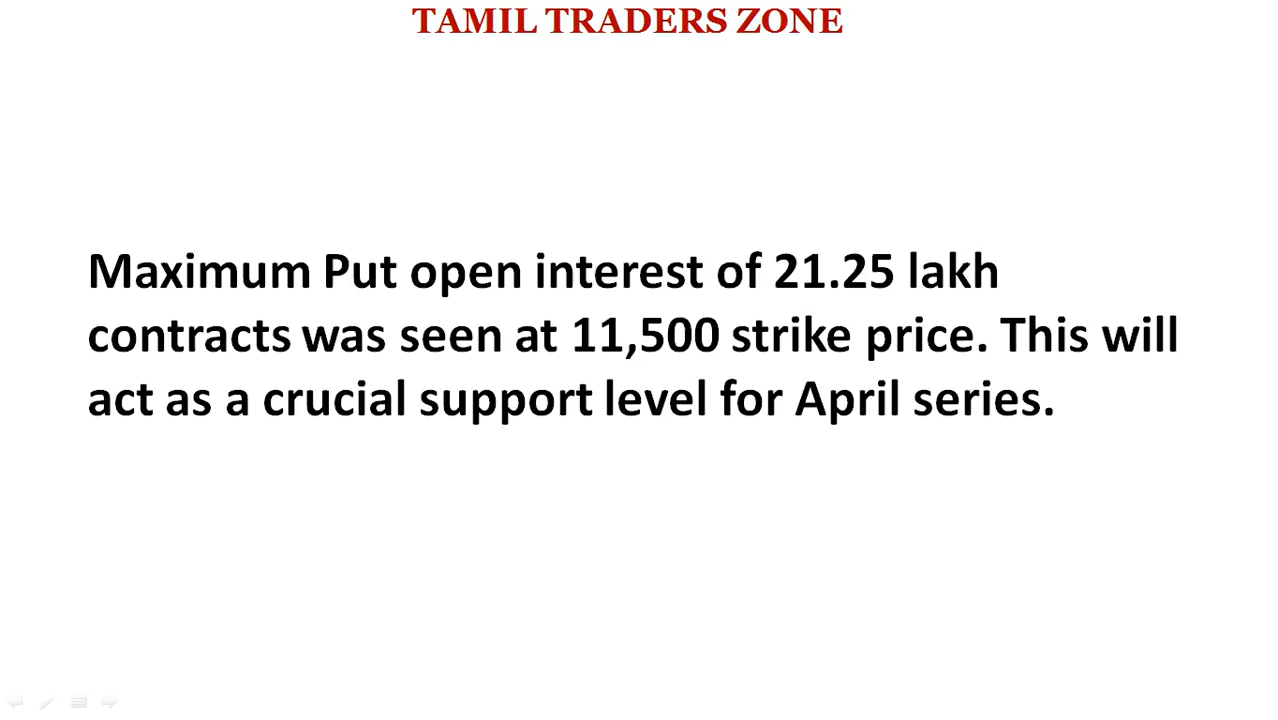 TAMIL TRADERS ZONE
Maximum Put open interest of 21.25 lakh
contracts was seen at 11,500 strike price. This will
act as a crucial support level for April series.